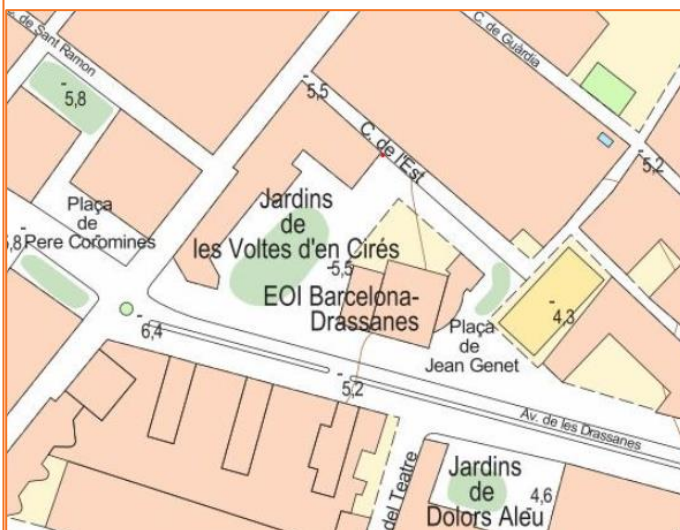 C. de Sant Ramon
C. de Guàrdia
5,8
5,5
C. de l'Est
5,2
Plaça
de
Pere Coromines
5,8
Jardins
de
les Voltes d'en Cirés
5,5
EOI Barcelona-
Drassanes
4,3
Plaça
de
Jean Genet
6,4
5,2
Av. de les Drassanes
del Teatre
Jardins
de
Dolors Aleu
4,6